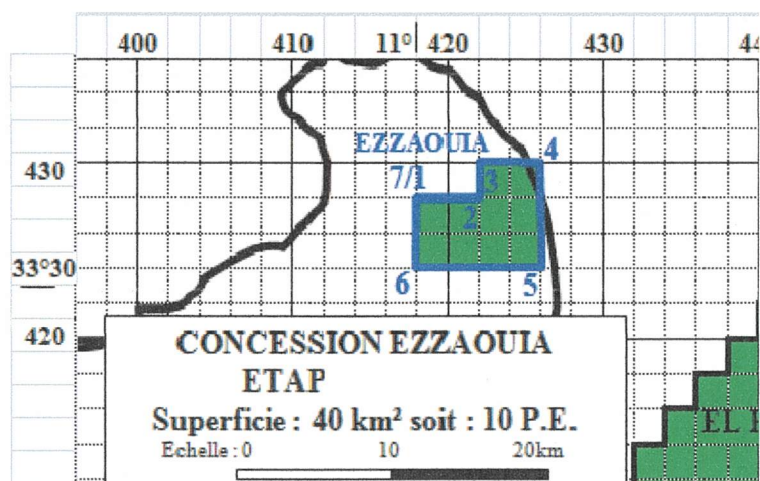 400 410 11° 420 430 44
EZZAOUIA
4
430
7/1
3
2
33°30
6
5
420
CONCESSION EZZAOUIA
ETAP
Superficie : 40 km² soit : 10 P.E.
EL
Echelle : 0 10 20km